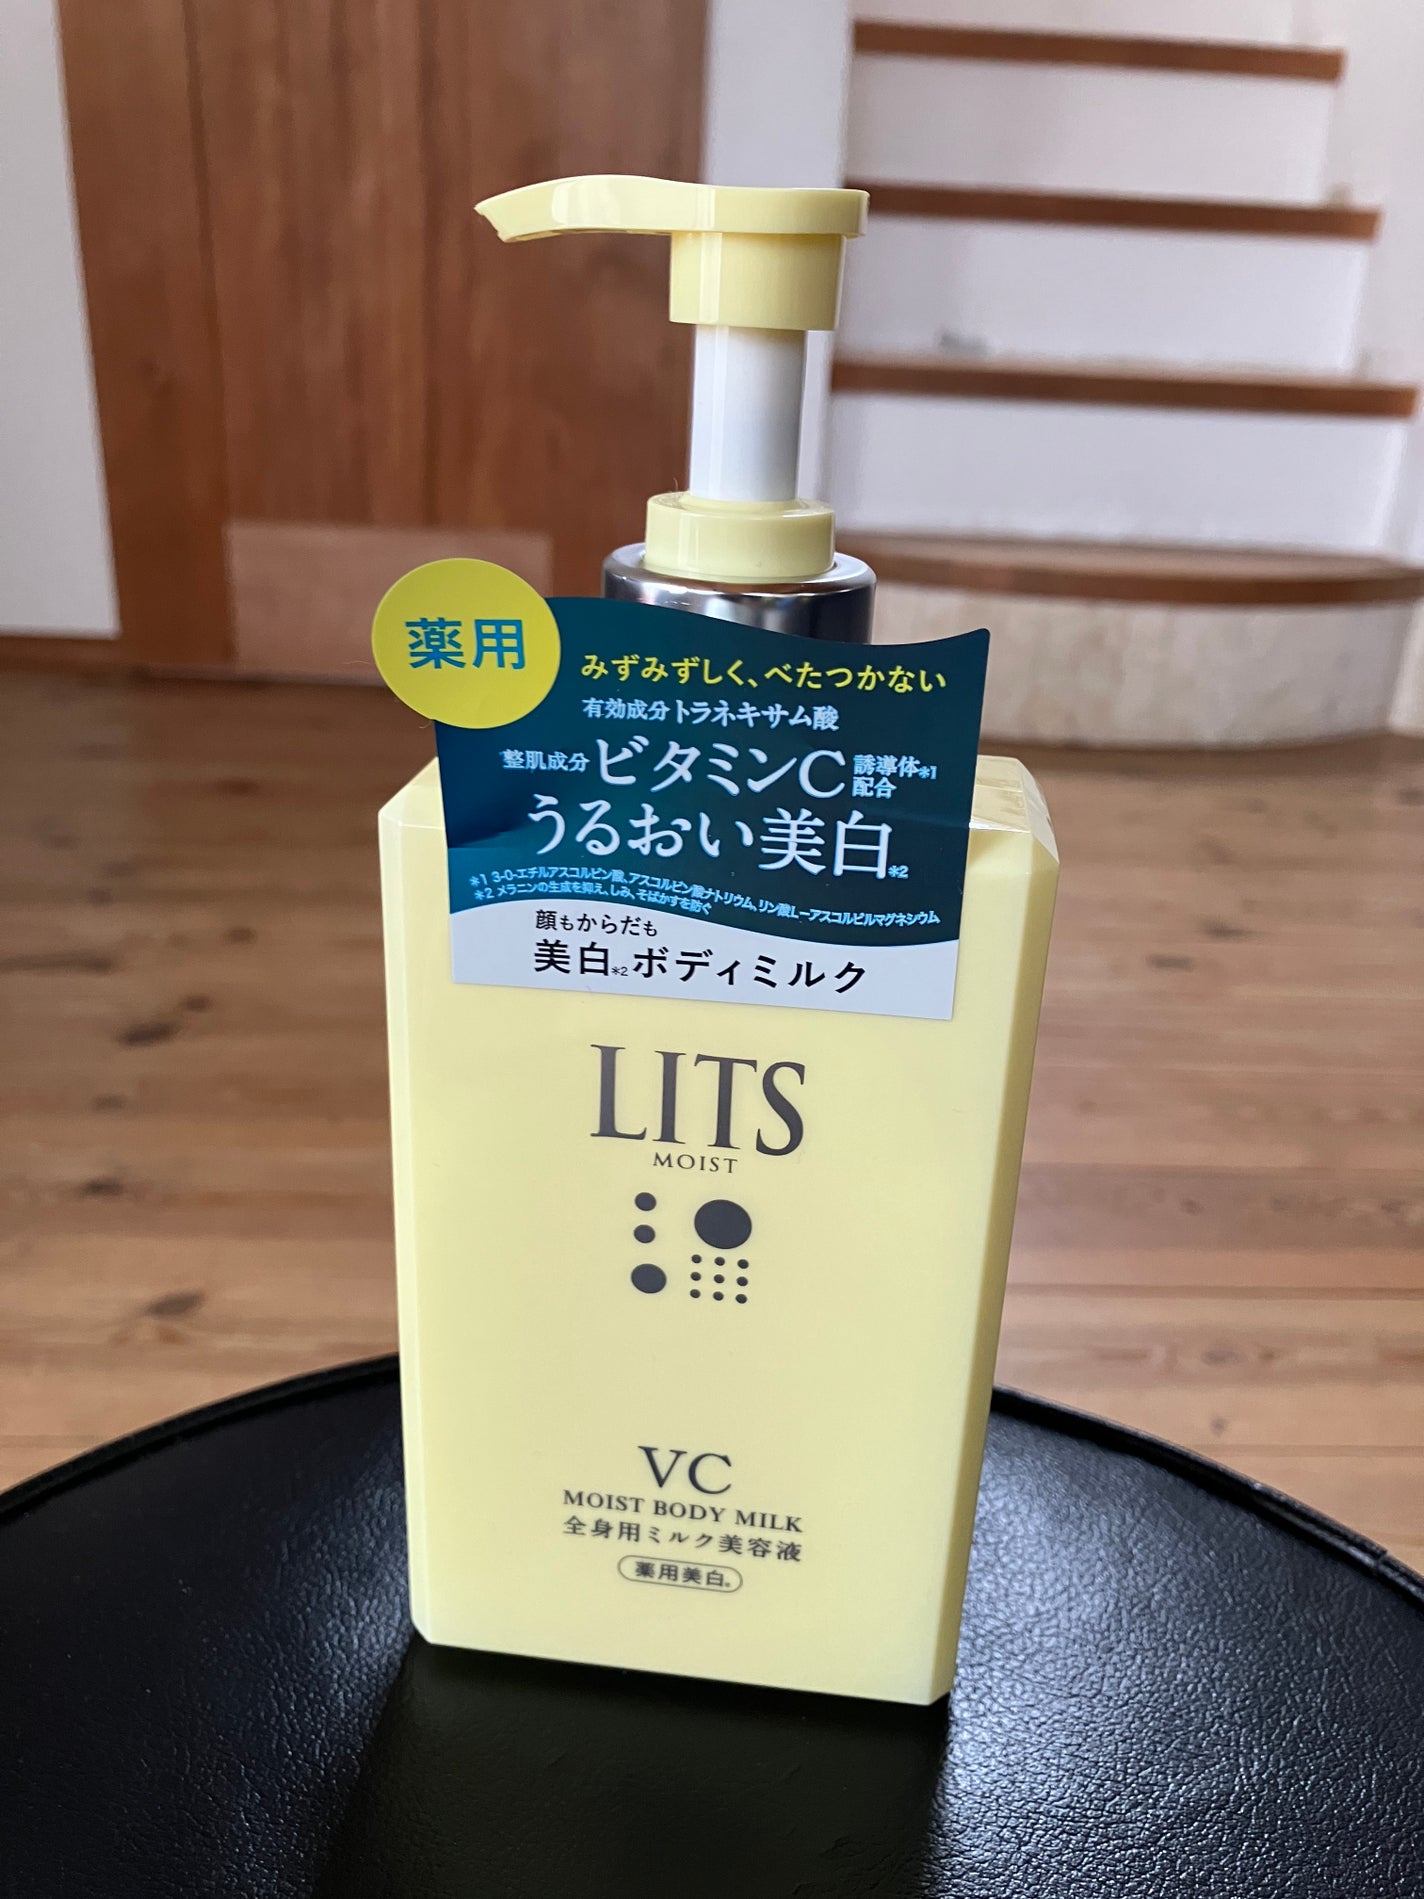 薬用
みずみずしく、べたつかない
有効成分トラネキサム酸
整肌成分 ビタミンC 誘導体*1
配合
うるおい美白*2
*1 3-O-エチルアスコルビン酸、アスコルビン酸ナトリウム、リン酸L-アスコルビルマグネシウム
*2 メラニンの生成を抑え、しみ、そばかすを防ぐ
顔もからだも
美白*2ボディミルク
LITS
MOIST
VC
MOIST BODY MILK
全身用ミルク美容液
薬用美白。